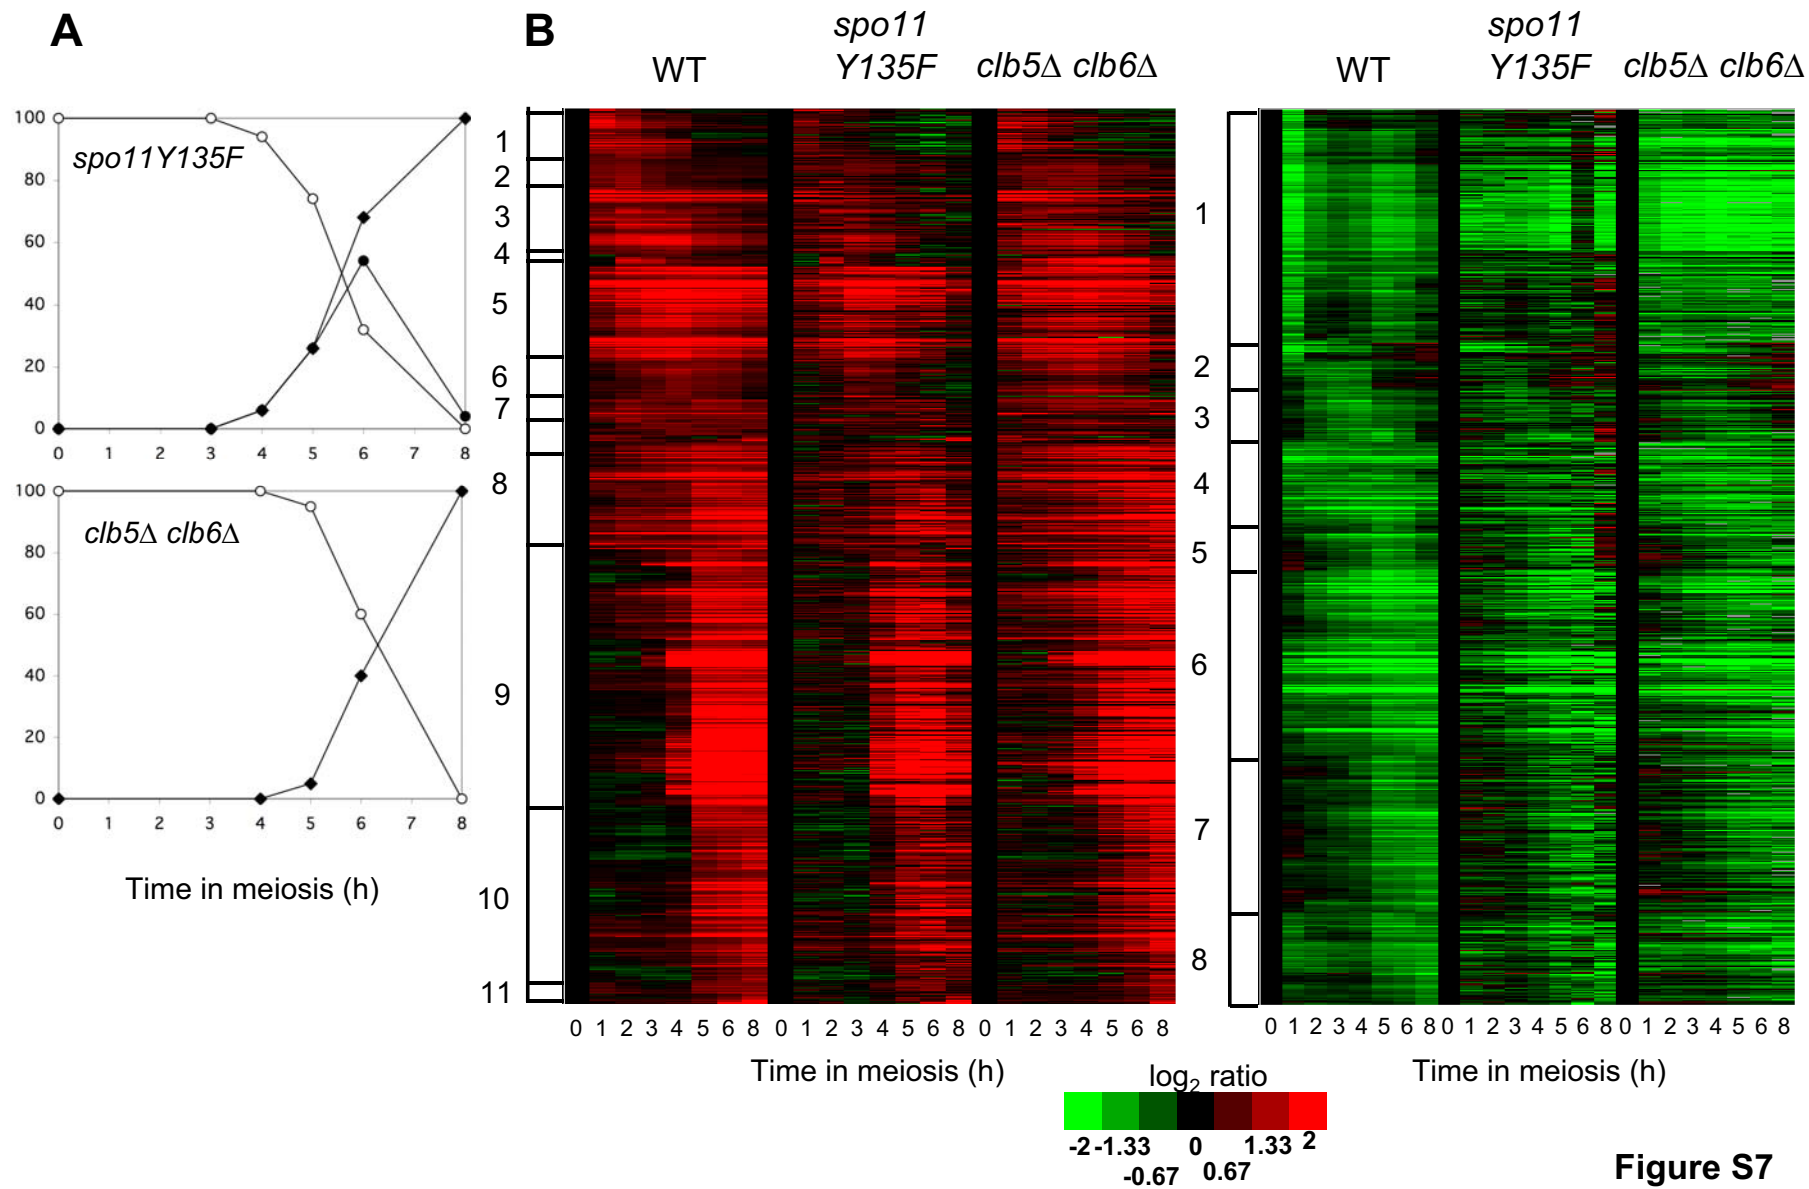 A
spo11Y135F
100
80
60
40
20
0
0 1 2 3 4 5 6 7 8
clb5Δ clb6Δ
100
80
60
40
20
0
0 1 2 3 4 5 6 7 8
Time in meiosis (h)
B
WT
spo11
Y135F
clb5Δ clb6Δ
1
2
3
4
5
6
7
8
9
10
11
0 1 2 3 4 5 6 8 0 1 2 3 4 5 6 8 0 1 2 3 4 5 6 8
Time in meiosis (h)
WT
spo11
Y135F
clb5Δ clb6Δ
1
2
3
4
5
6
7
8
0 1 2 3 4 5 6 8 0 1 2 3 4 5 6 8 0 1 2 3 4 5 6 8
Time in meiosis (h)
log2 ratio
-2 -1.33 0 1.33 2
-0.67 0.67
Figure S7